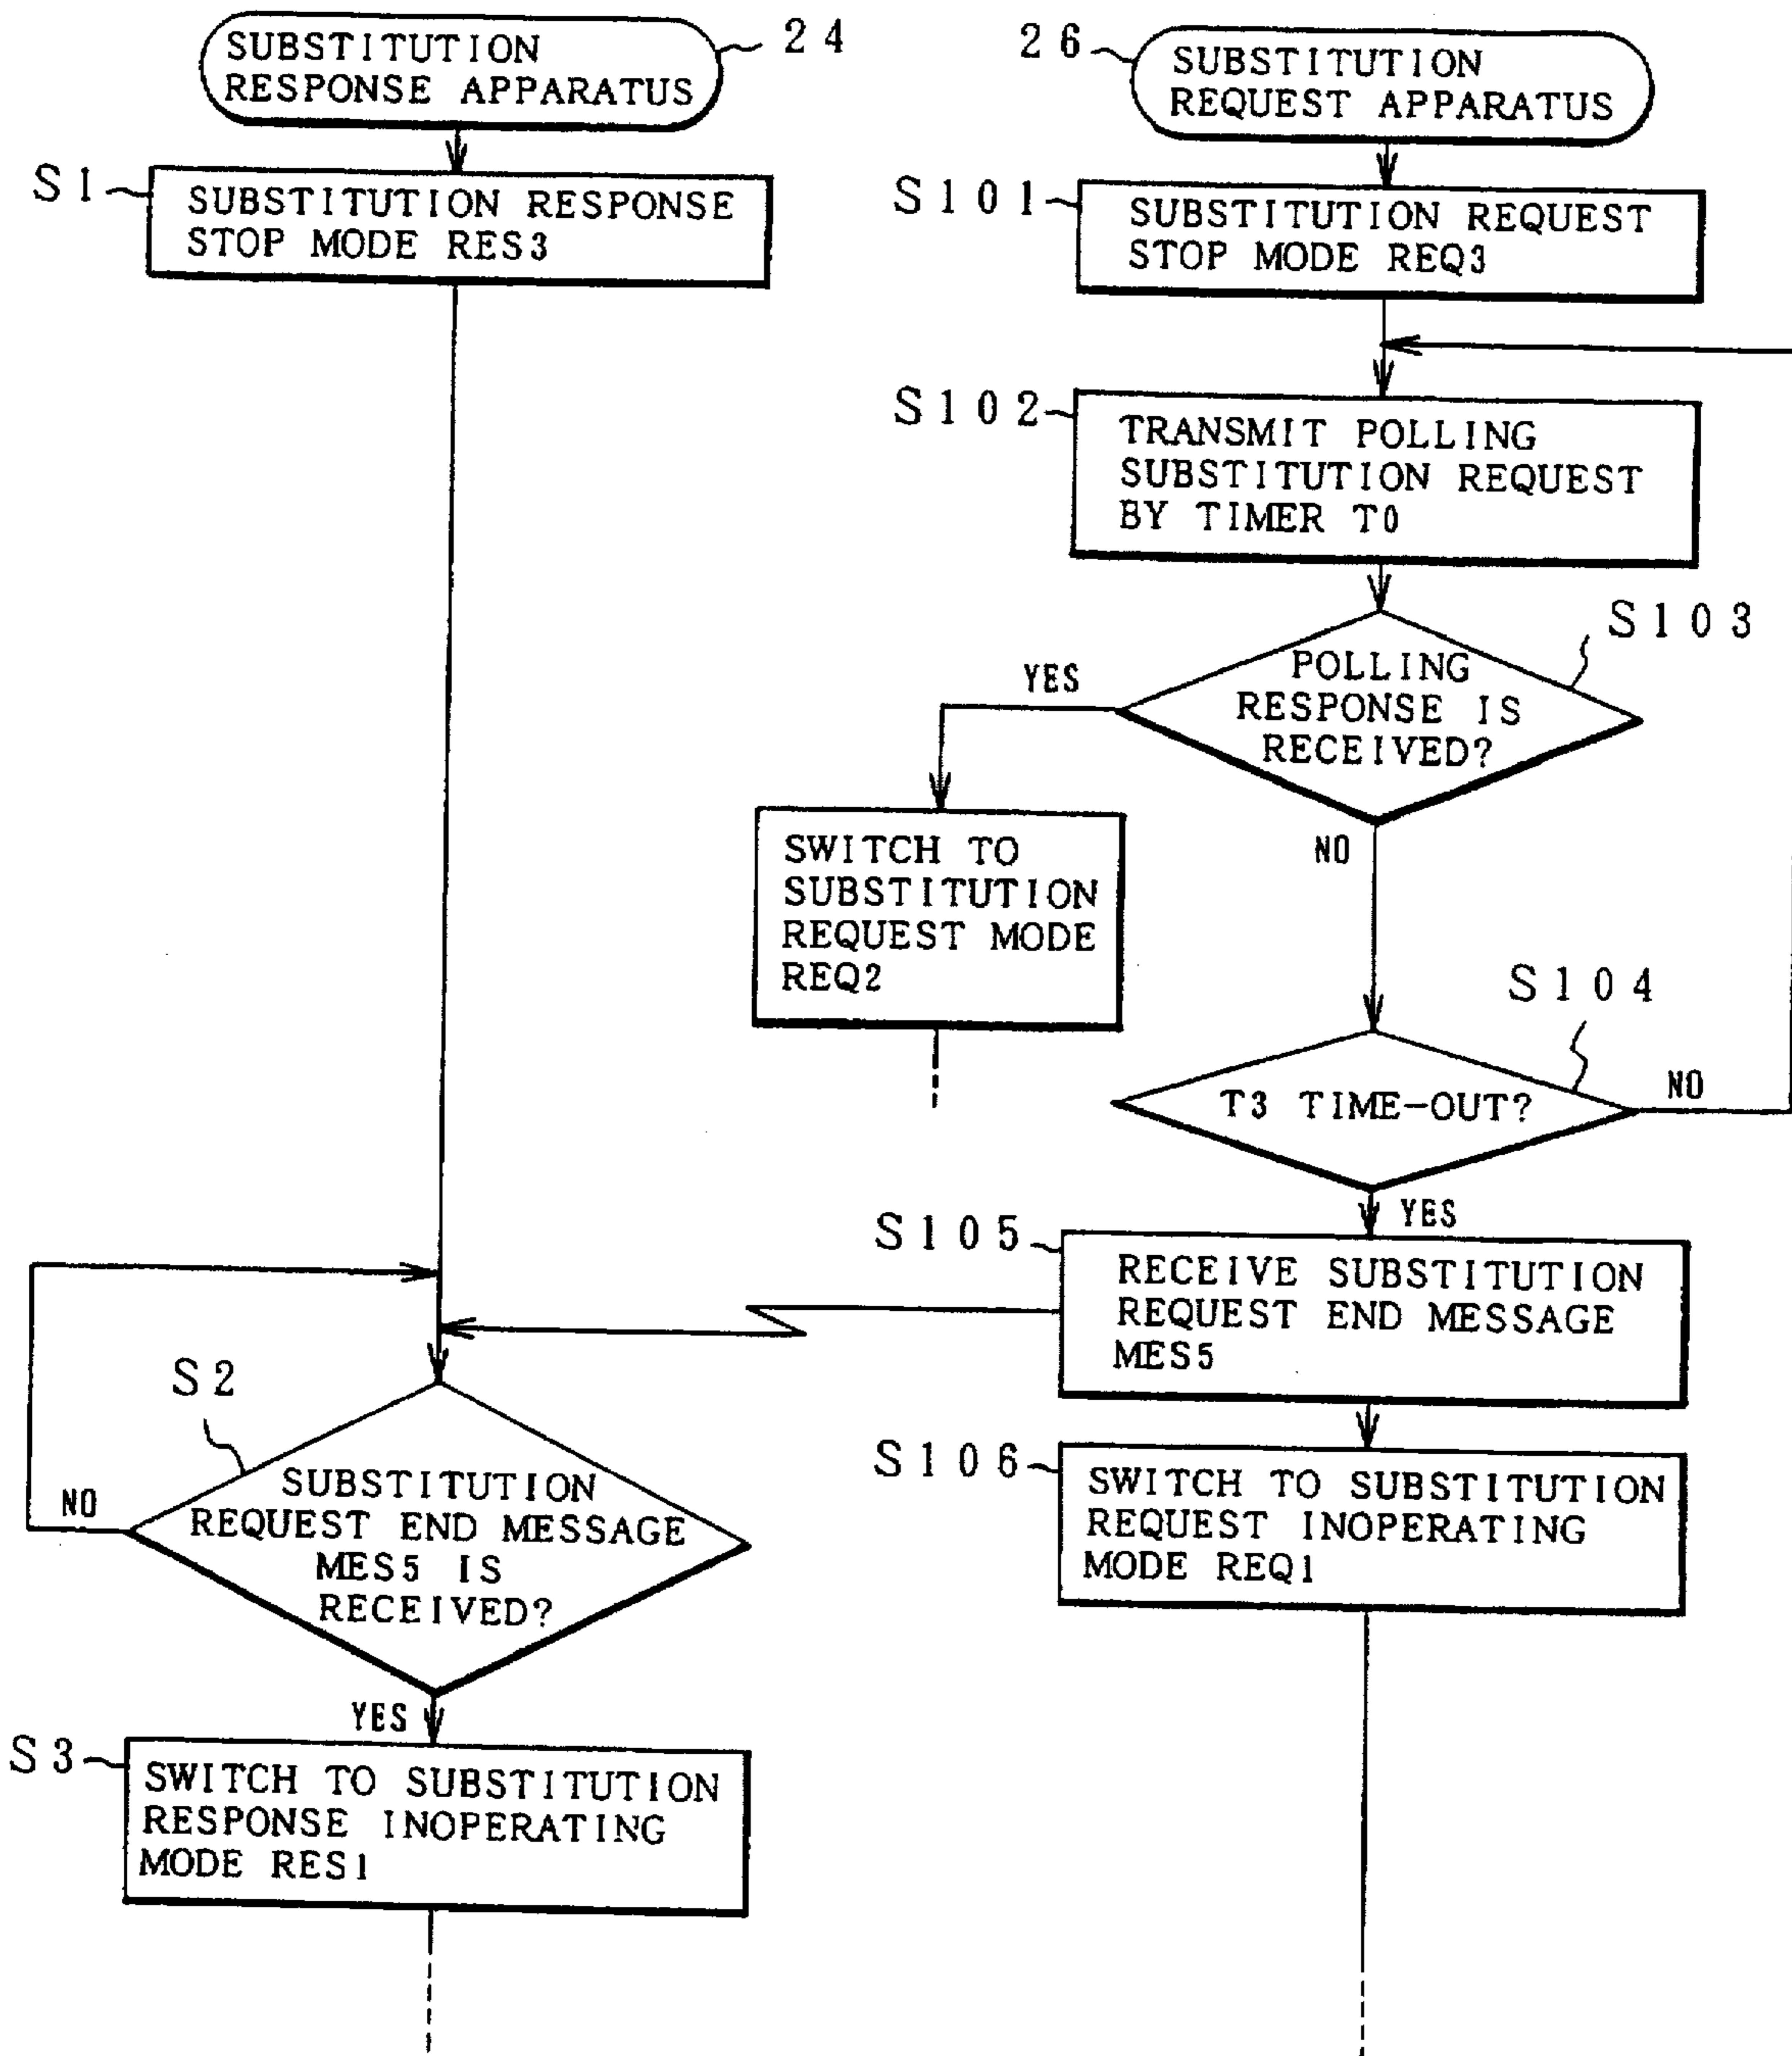 SUBSTITUTION
RESPONSE APPARATUS
24
S1
SUBSTITUTION RESPONSE
STOP MODE RES3
S2
SUBSTITUTION
REQUEST END MESSAGE
MES5 IS
RECEIVED?
NO
YES
S3
SWITCH TO SUBSTITUTION
RESPONSE INOPERATING
MODE RES1
26
SUBSTITUTION
REQUEST APPARATUS
S101
SUBSTITUTION REQUEST
STOP MODE REQ3
S102
TRANSMIT POLLING
SUBSTITUTION REQUEST
BY TIMER T0
S103
POLLING
RESPONSE IS
RECEIVED?
YES
SWITCH TO
SUBSTITUTION
REQUEST MODE
REQ2
NO
S104
T3 TIME-OUT?
NO
YES
S105
RECEIVE SUBSTITUTION
REQUEST END MESSAGE
MES5
S106
SWITCH TO SUBSTITUTION
REQUEST INOPERATING
MODE REQ1